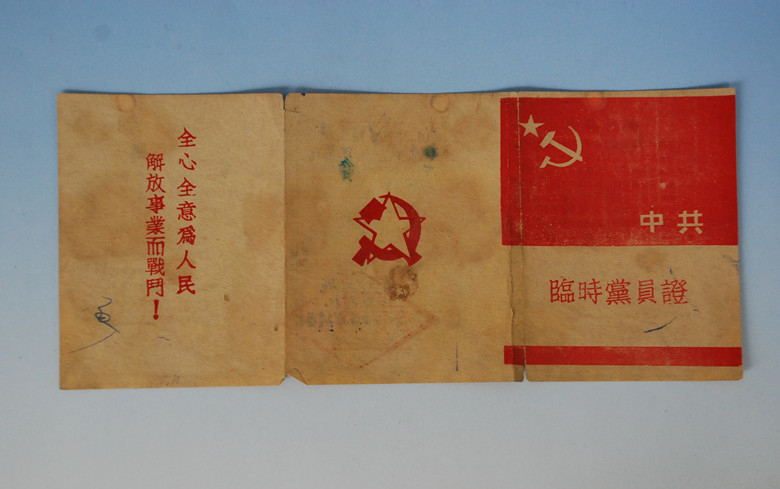 全心全意爲人民
解放事業而戰鬥！
中共
臨時黨員證